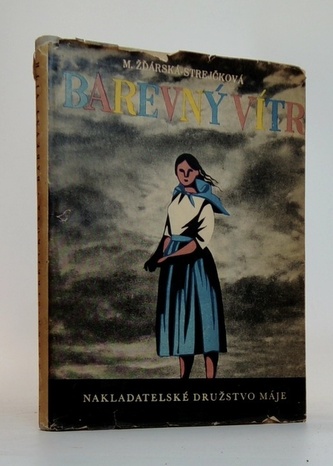 M. ŽĎÁRSKÁ-STREJČKOVÁ
BAREVNÝ VÍTR
NAKLADATELSKÉ DRUŽSTVO MÁJE